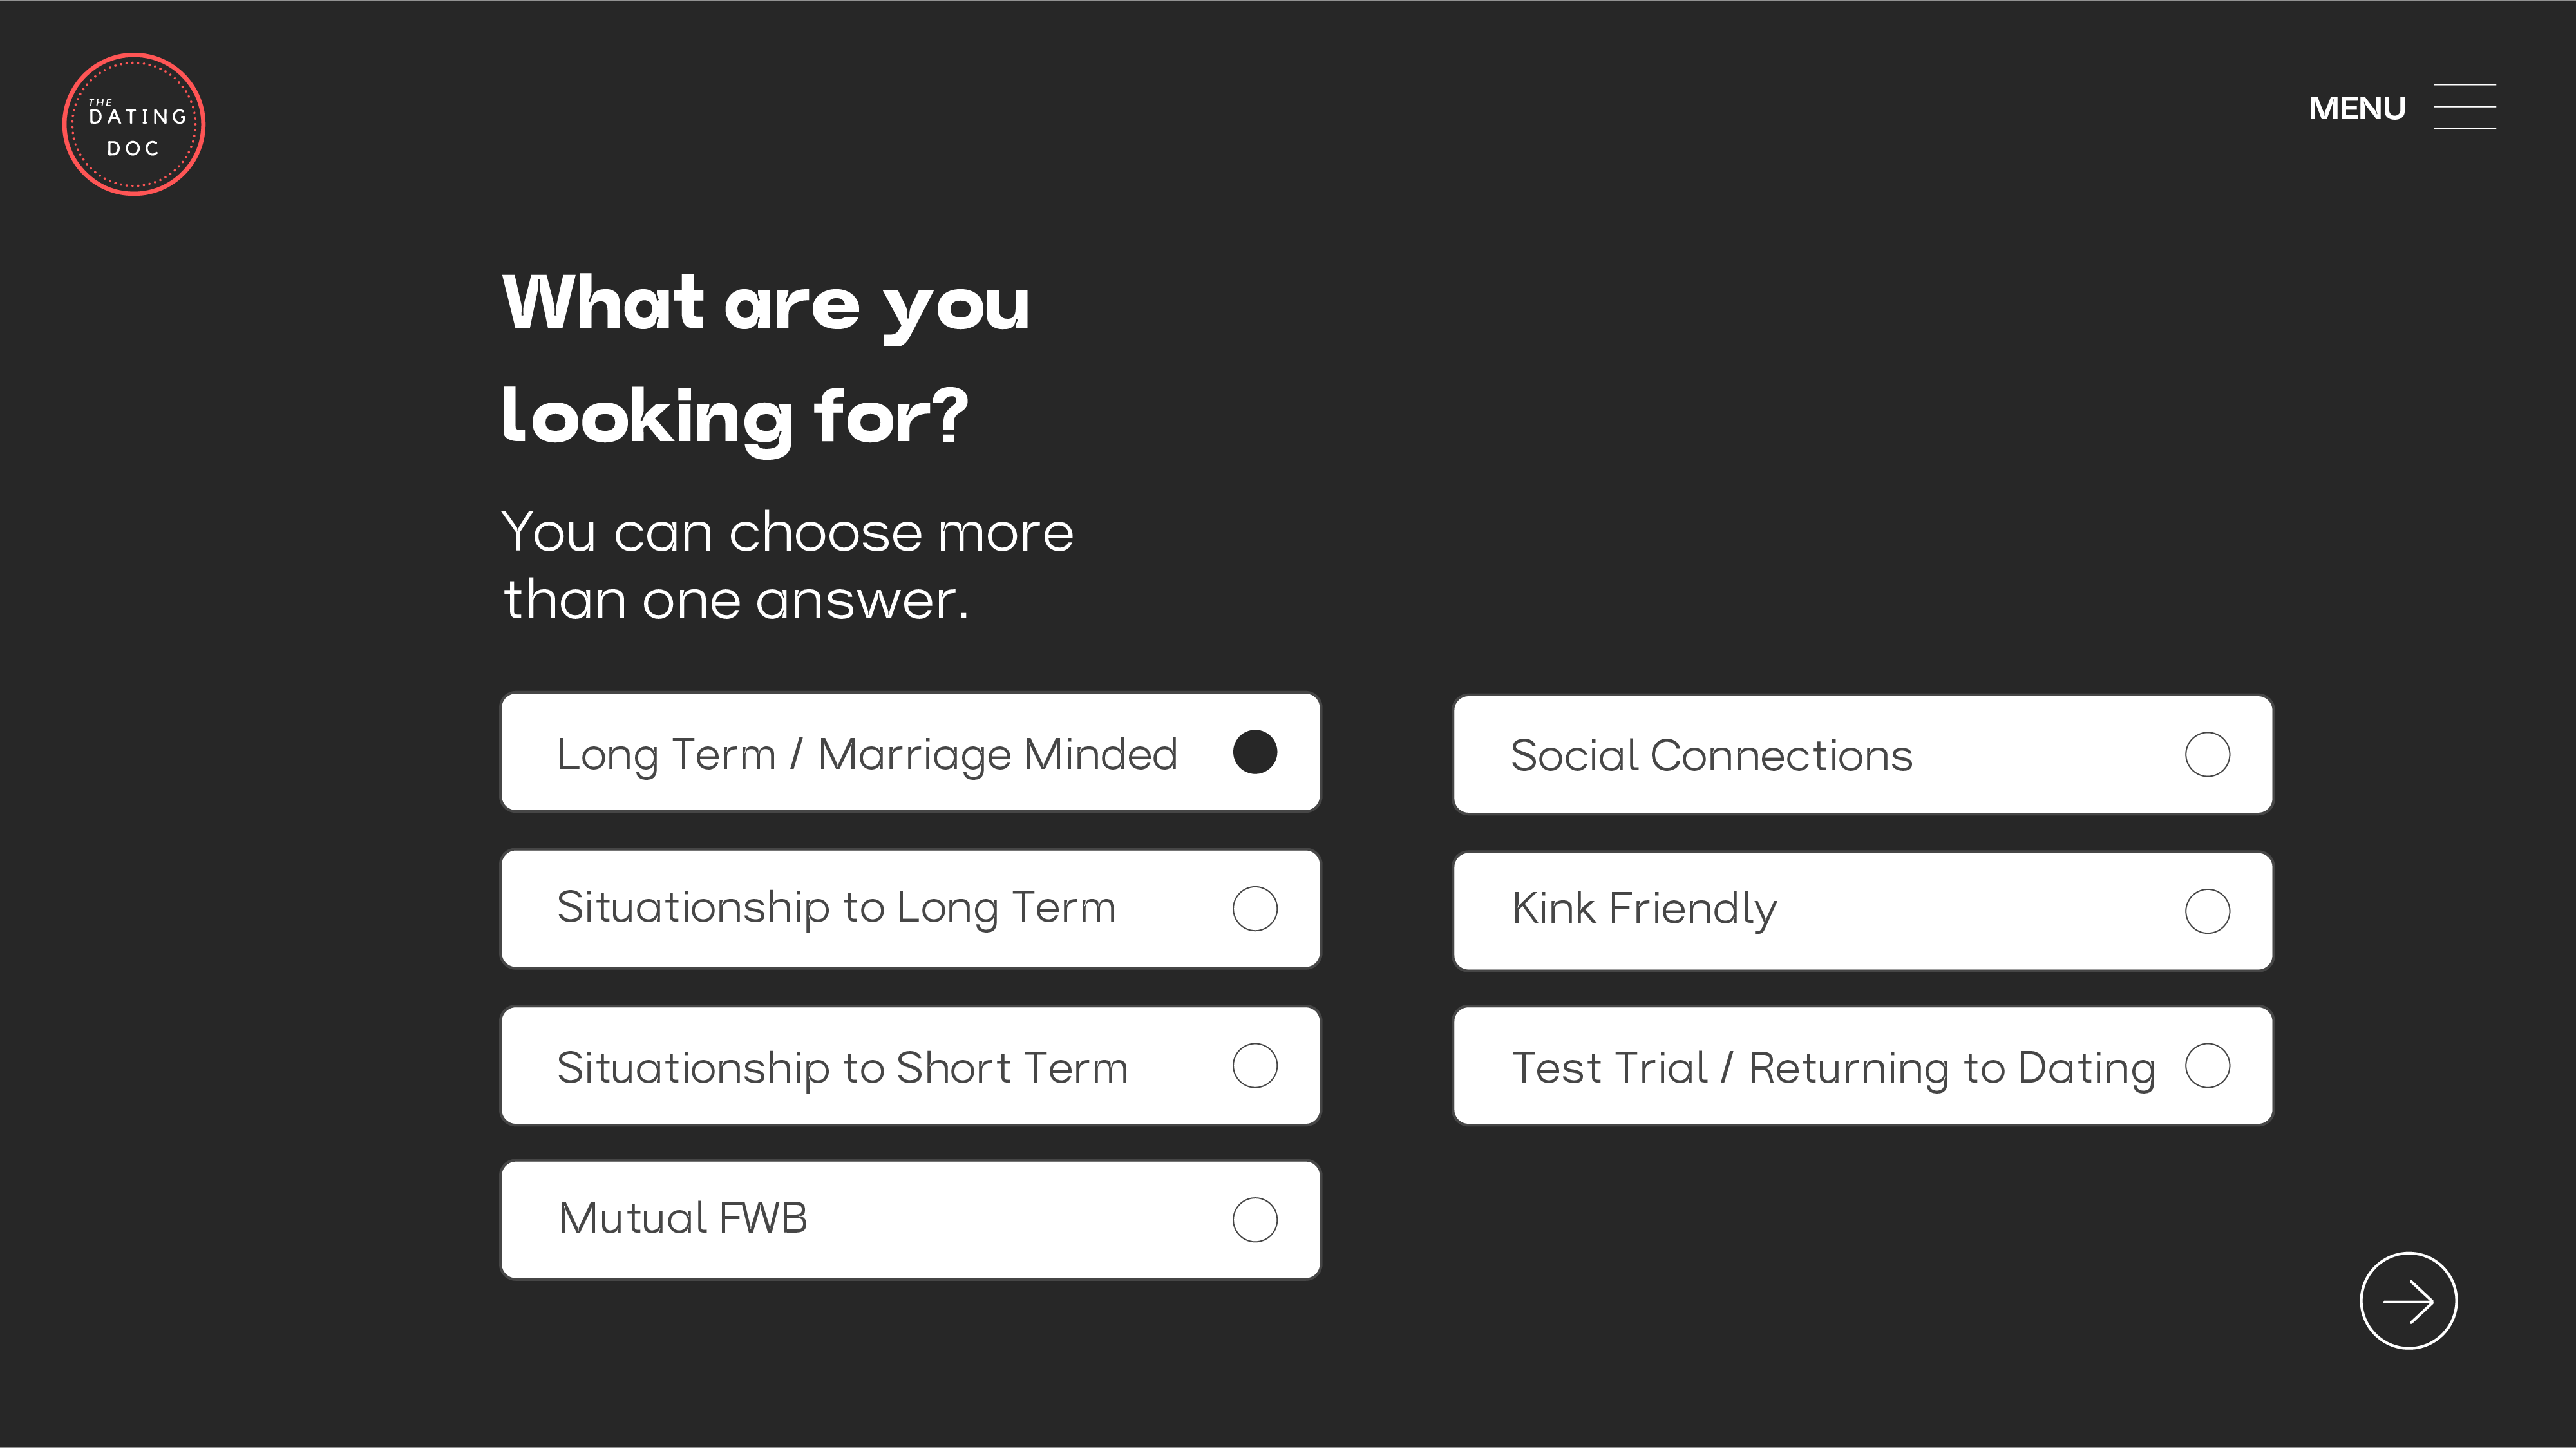 THE
DATING
DOC
MENU
What are you
looking for?
You can choose more
than one answer.
Long Term / Marriage Minded
Situationship to Long Term
Situationship to Short Term
Mutual FWB
Social Connections
Kink Friendly
Test Trial / Returning to Dating